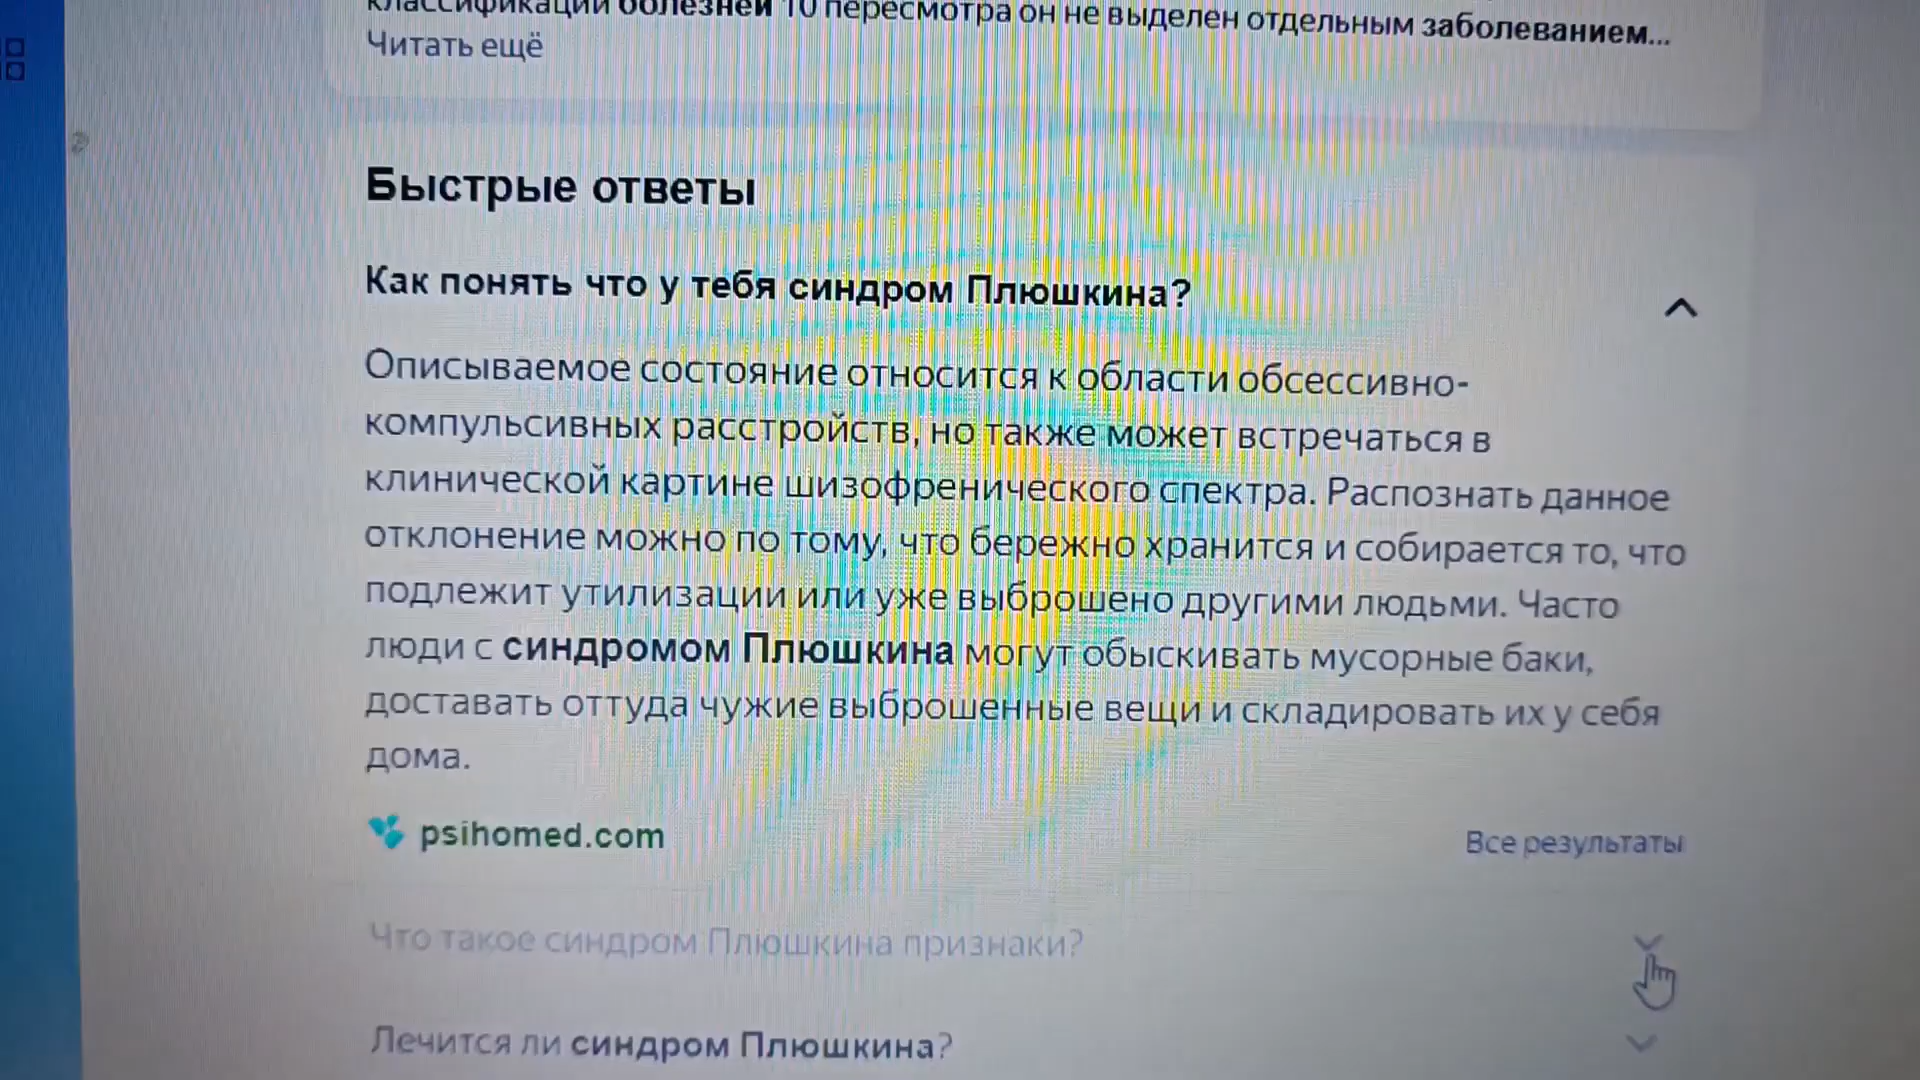 классификации болезней 10 пересмотра он не выделен отдельным заболеванием...
Читать ещё
Быстрые ответы
Как понять что у тебя синдром Плюшкина?
Описываемое состояние относится к области обсессивно-
компульсивных расстройств, но также может встречаться в
клинической картине шизофренического спектра. Распознать данное
отклонение можно по тому, что бережно хранится и собирается то, что
подлежит утилизации или уже выброшено другими людьми. Часто
люди с синдромом Плюшкина могут обыскивать мусорные баки,
доставать оттуда чужие выброшенные вещи и складировать их у себя
дома.
psihomed.com
Все результаты
Что такое синдром Плюшкина признаки?
Лечится ли синдром Плюшкина?